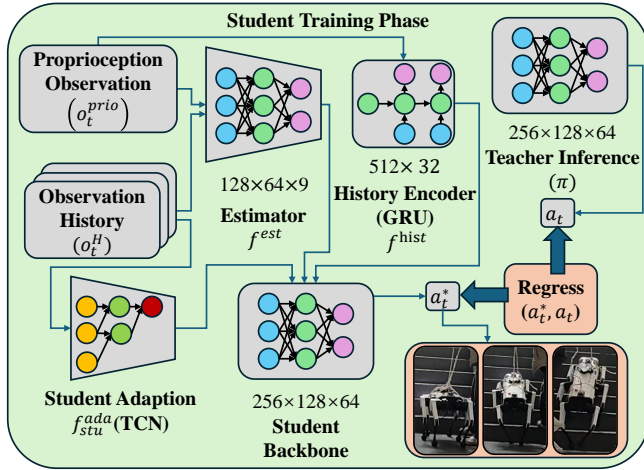 Student Training Phase
Proprioception
Observation
(o_t^{prio})
Observation
History
(o_t^H)
128×64×9
Estimator
f^{est}
512× 32
History Encoder
(GRU)
f^{hist}
256×128×64
Teacher Inference
(π)
a_t
Regress
(a_t^*, a_t)
a_t^*
Student Adaption
f_{stu}^{ada}(TCN)
256×128×64
Student
Backbone